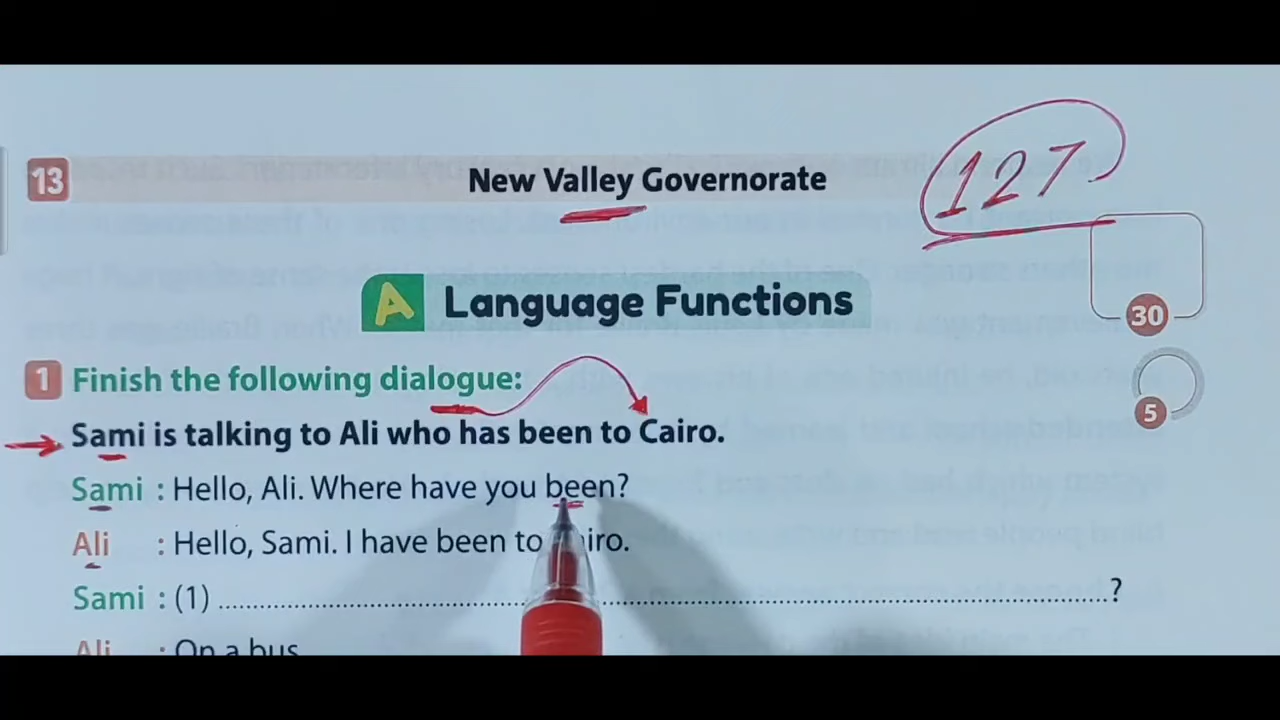 13 New Valley Governorate
127
30
A Language Functions
1 Finish the following dialogue:
5
Sami is talking to Ali who has been to Cairo.
Sami : Hello, Ali. Where have you been?
Ali : Hello, Sami. I have been to
Sami : (1) ........................................ ?
Ali : On a bus